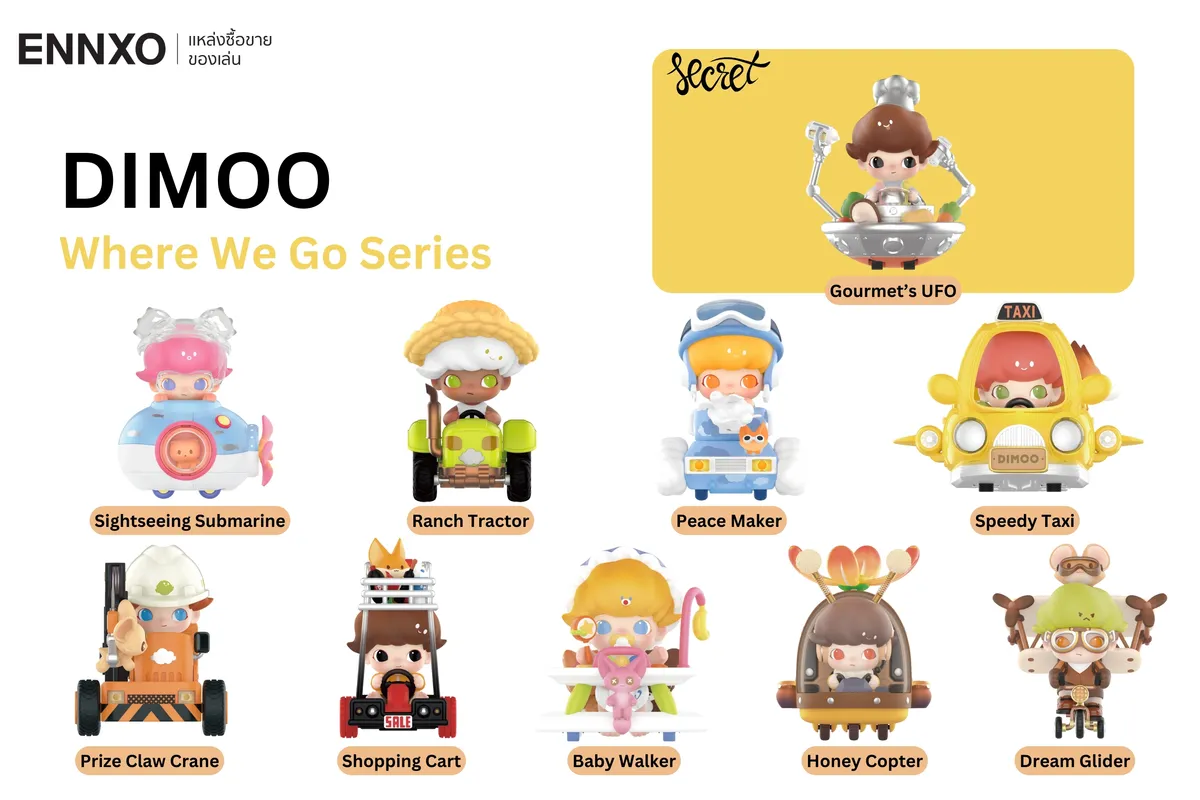 ENNXO
แหล่งซื้อขาย
ของเล่น
Secret
DIMOO
Where We Go Series
Gourmet's UFO
TAXI
DIMOO
Sightseeing Submarine
Ranch Tractor
Peace Maker
Speedy Taxi
SALE
Prize Claw Crane
Shopping Cart
Baby Walker
Honey Copter
Dream Glider